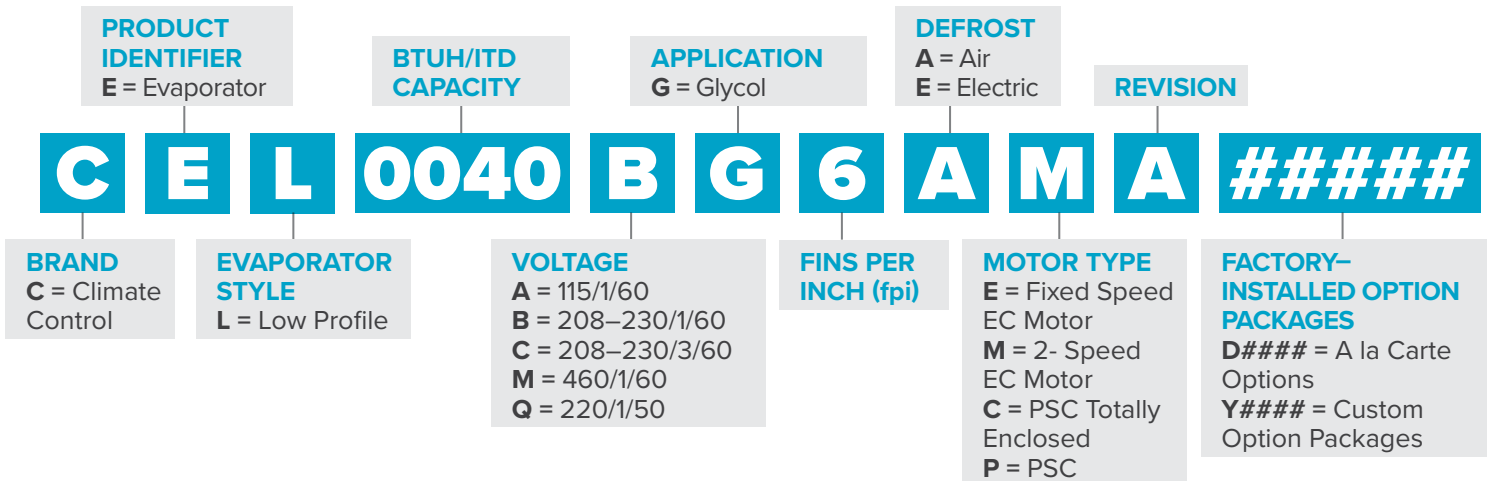 PRODUCT
IDENTIFIER
E = Evaporator
BTUH/ITD
CAPACITY
APPLICATION
G = Glycol
DEFROST
A = Air
E = Electric
REVISION
C E L 0040 B G 6 A M A #####
BRAND
C = Climate
Control
EVAPORATOR
STYLE
L = Low Profile
VOLTAGE
A = 115/1/60
B = 208–230/1/60
C = 208–230/3/60
M = 460/1/60
Q = 220/1/50
FINS PER
INCH (fpi)
MOTOR TYPE
E = Fixed Speed
EC Motor
M = 2- Speed
EC Motor
C = PSC Totally
Enclosed
P = PSC
FACTORY–
INSTALLED OPTION
PACKAGES
D#### = A la Carte
Options
Y#### = Custom
Option Packages